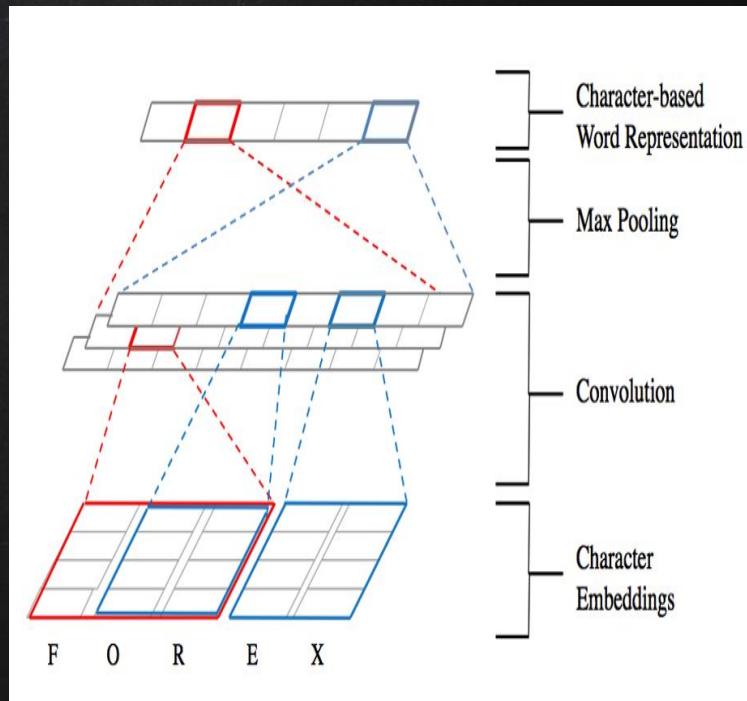 Character-based
Word Representation
Max Pooling
Convolution
Character
Embeddings
F O R E X